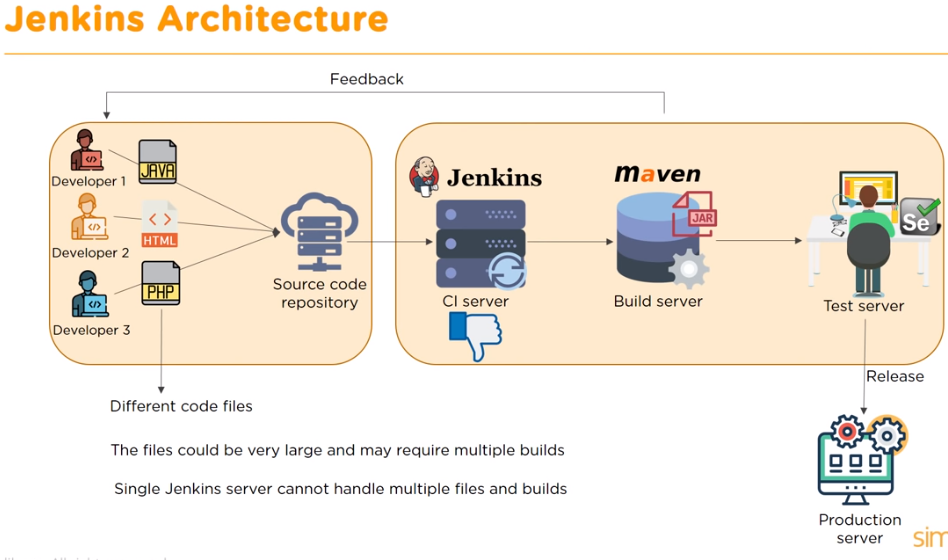 Jenkins Architecture
Feedback
Developer 1
JAVA
Developer 2
HTML
Developer 3
PHP
Source code
repository
Jenkins
CI server
maven
JAR
Build server
Se
Test server
Release
Different code files
The files could be very large and may require multiple builds
Single Jenkins server cannot handle multiple files and builds
Production
server
sim